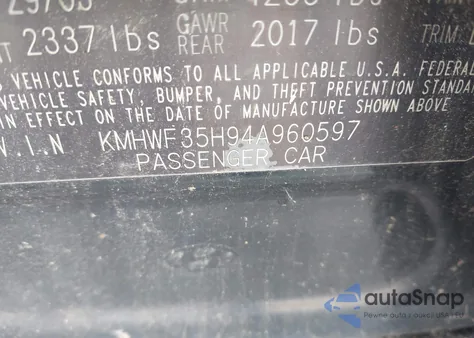 GAWR
2337 lbs REAR 2017 lbs TRIM:
VEHICLE CONFORMS TO ALL APPLICABLE U.S.A. FEDERAL
VEHICLE SAFETY, BUMPER, AND THEFT PREVENTION STANDA
IN EFFECT ON THE DATE OF MANUFACTURE SHOWN ABOVE
V.I.N KMHWF35H94A960597
PASSENGER CAR
autoSnap